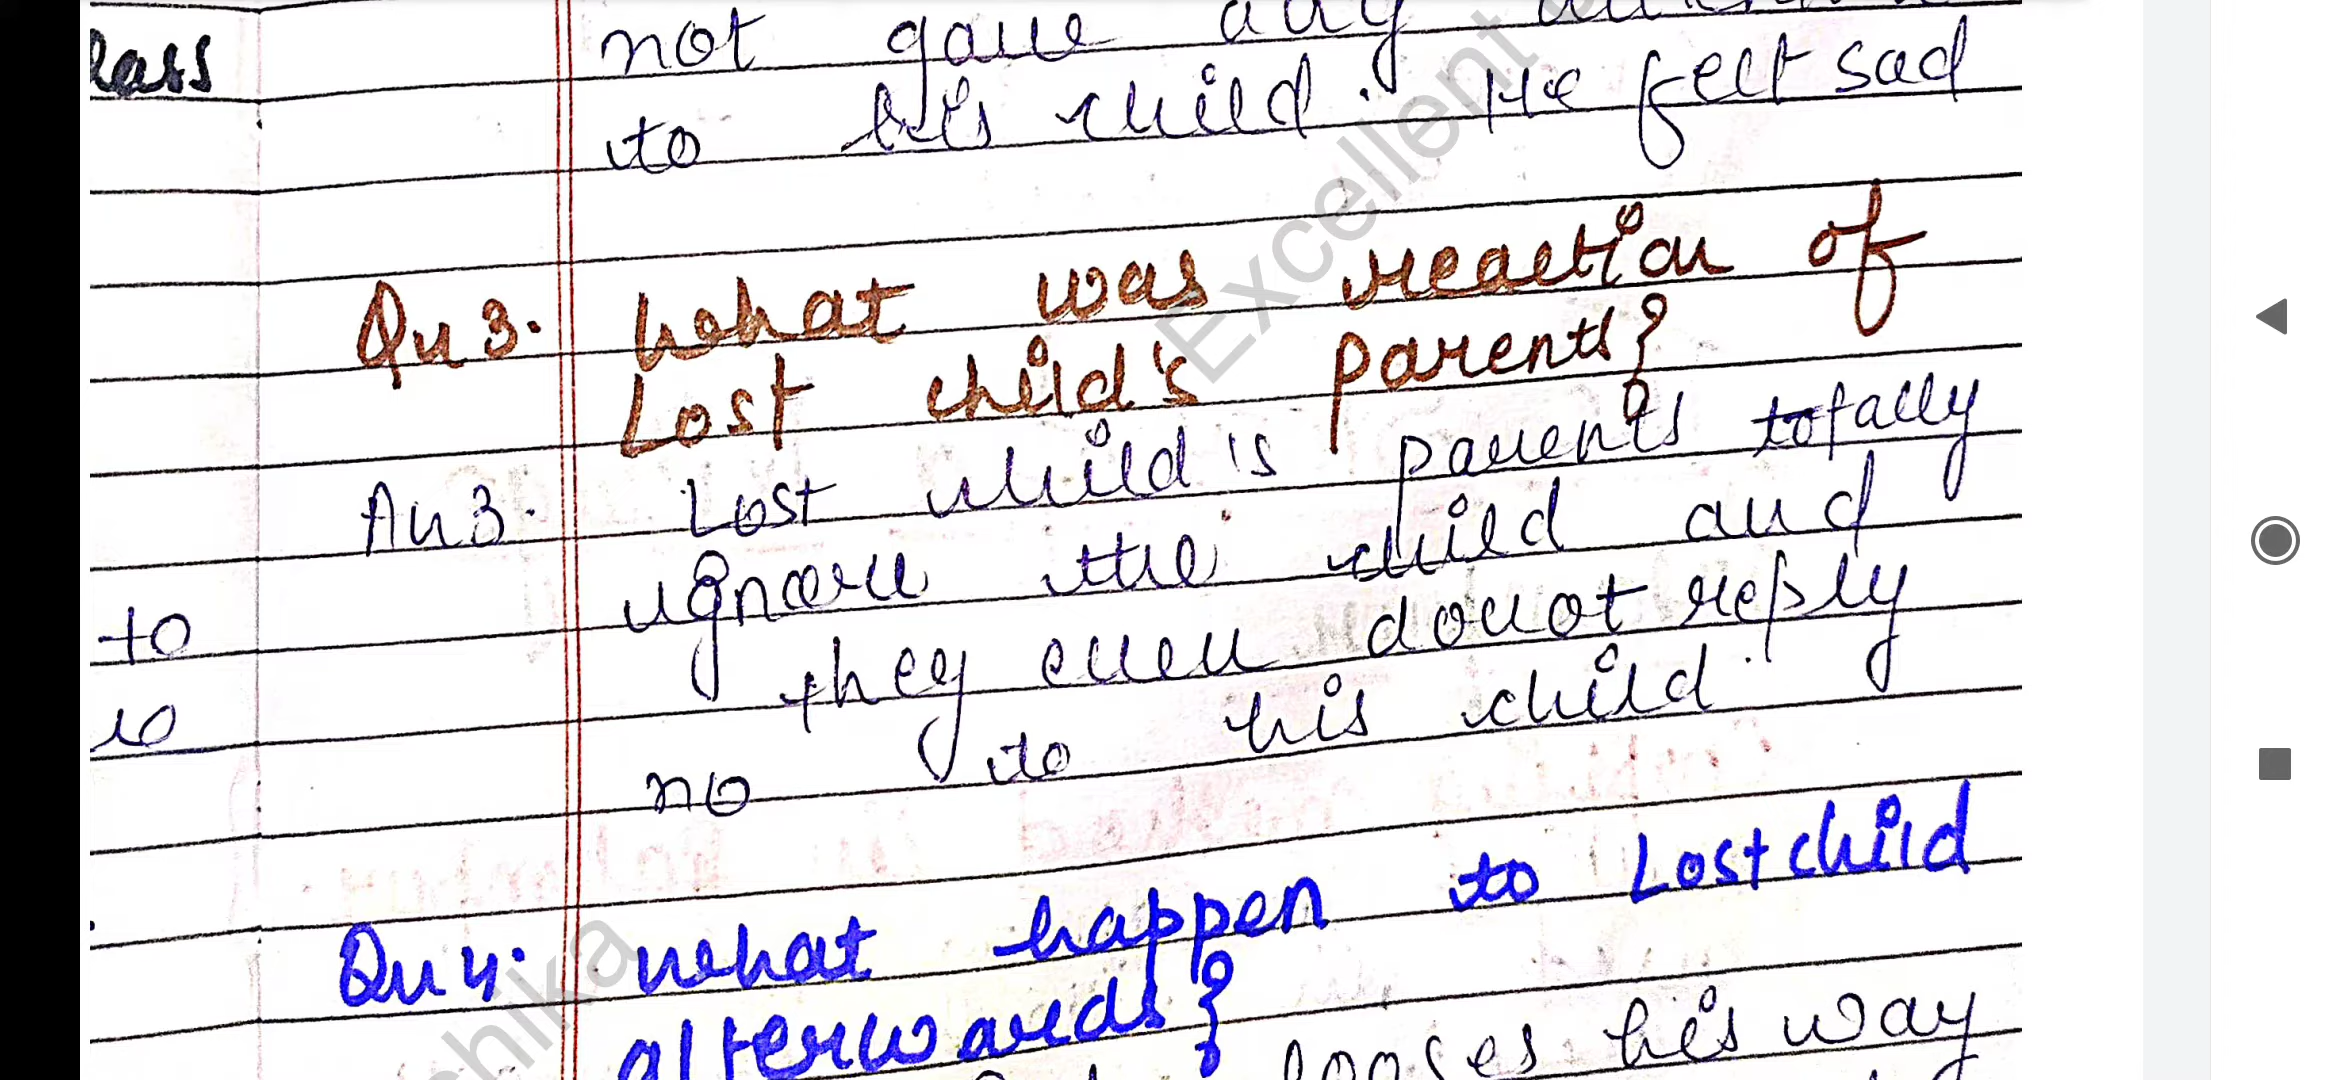 lass
not gave any
to his child. He felt sad
Qu 3. what was reaction of
Lost child's parents?
An 3. Lost child's parents totally
ignore the child and
to
they even donot reply
no to his child.
Qu 4. what happen to Lost child
afterwards?
looses his way
Excellent
hika